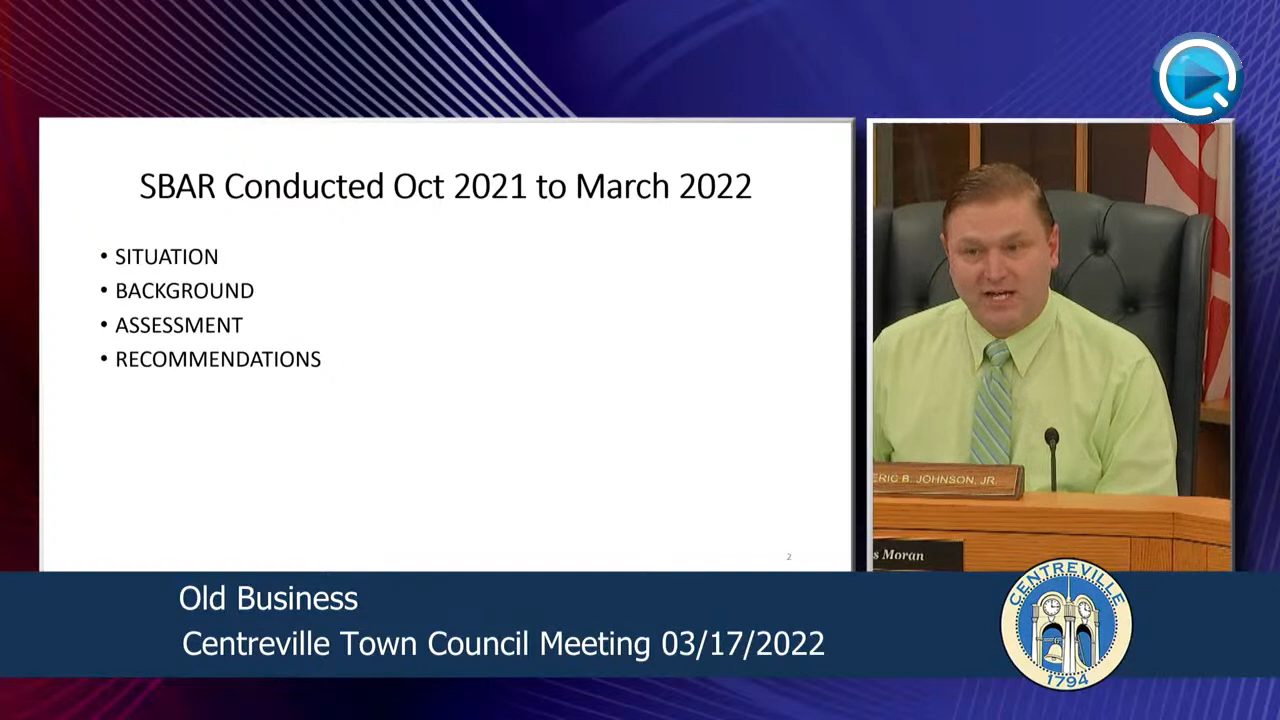 SBAR Conducted Oct 2021 to March 2022
• SITUATION
• BACKGROUND
• ASSESSMENT
• RECOMMENDATIONS
2
ERIC B. JOHNSON, JR.
s Moran
Old Business
Centreville Town Council Meeting 03/17/2022
CENTREVILLE
1794